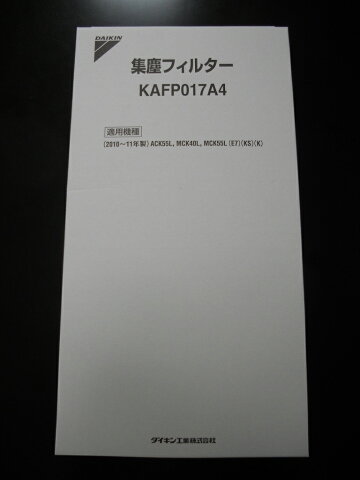 DAIKIN
集塵フィルター
KAFP017A4
適用機種
(2010～11年製) ACK55L, MCK40L, MCK55L (E7)(KS)(K)
ダイキン工業株式会社